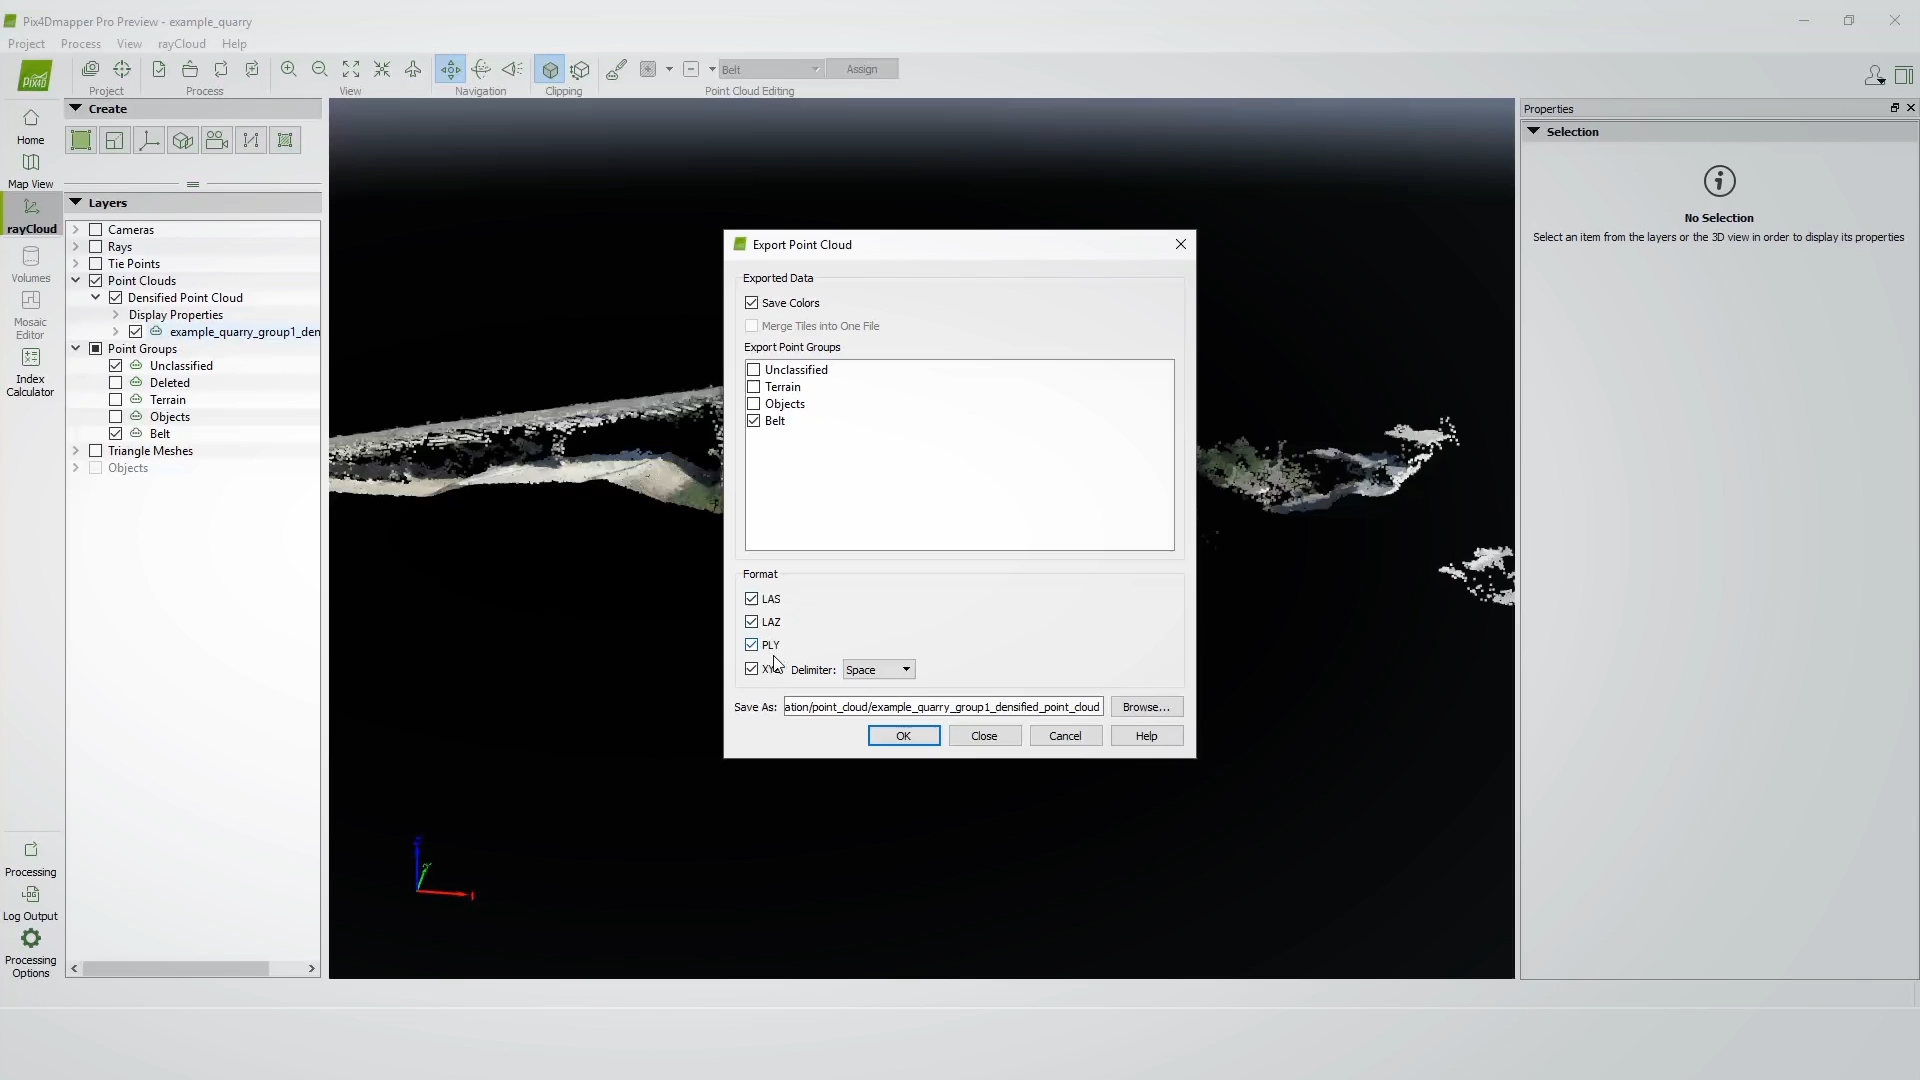 Pix4Dmapper Pro Preview - example_quarry
Project Process View rayCloud Help
PIX4D
Project
Process
View
Navigation
Clipping
Belt
Assign
Point Cloud Editing
Home
Map View
rayCloud
Volumes
Mosaic
Editor
Index
Calculator
Processing
Log Output
Processing
Options
Create
Layers
Cameras
Rays
Tie Points
Point Clouds
Densified Point Cloud
Display Properties
example_quarry_group1_den
Point Groups
Unclassified
Deleted
Terrain
Objects
Belt
Triangle Meshes
Objects
Export Point Cloud
Exported Data
Save Colors
Merge Tiles into One File
Export Point Groups
Unclassified
Terrain
Objects
Belt
Format
LAS
LAZ
PLY
Delimiter: Space
Save As: ation/point_cloud/example_quarry_group1_densified_point_cloud Browse...
OK Close Cancel Help
Properties
Selection
No Selection
Select an item from the layers or the 3D view in order to display its properties